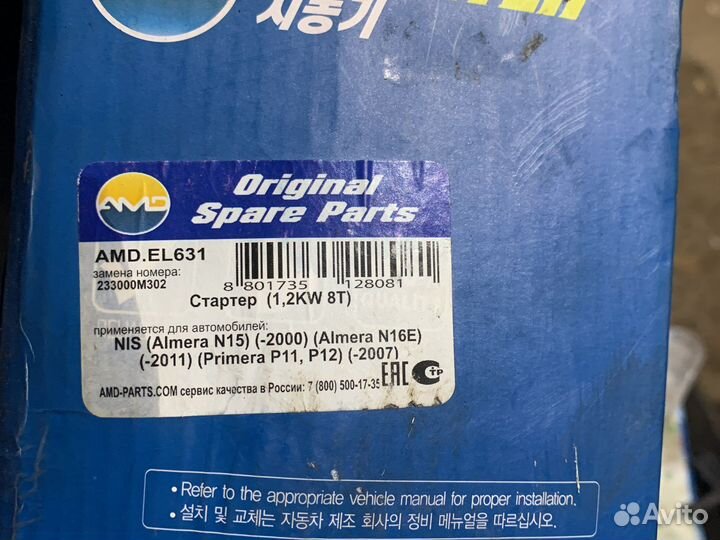 시동기
AMD
Original
Spare Parts
AMD.EL631
замена номера:
233000M302
8 801735 128081
Стартер (1,2KW 8T)
применяется для автомобилей:
NIS (Almera N15) (-2000) (Almera N16E)
(-2011) (Primera P11, P12) (-2007)
AMD-PARTS.COM сервис качества в России: 7 (800) 500-17-35
EAC
СТР
• Refer to the appropriate vehicle manual for proper installation.
• 설치 및 교체는 자동차 제조 회사의 정비 메뉴얼을 따르십시오.
Avito